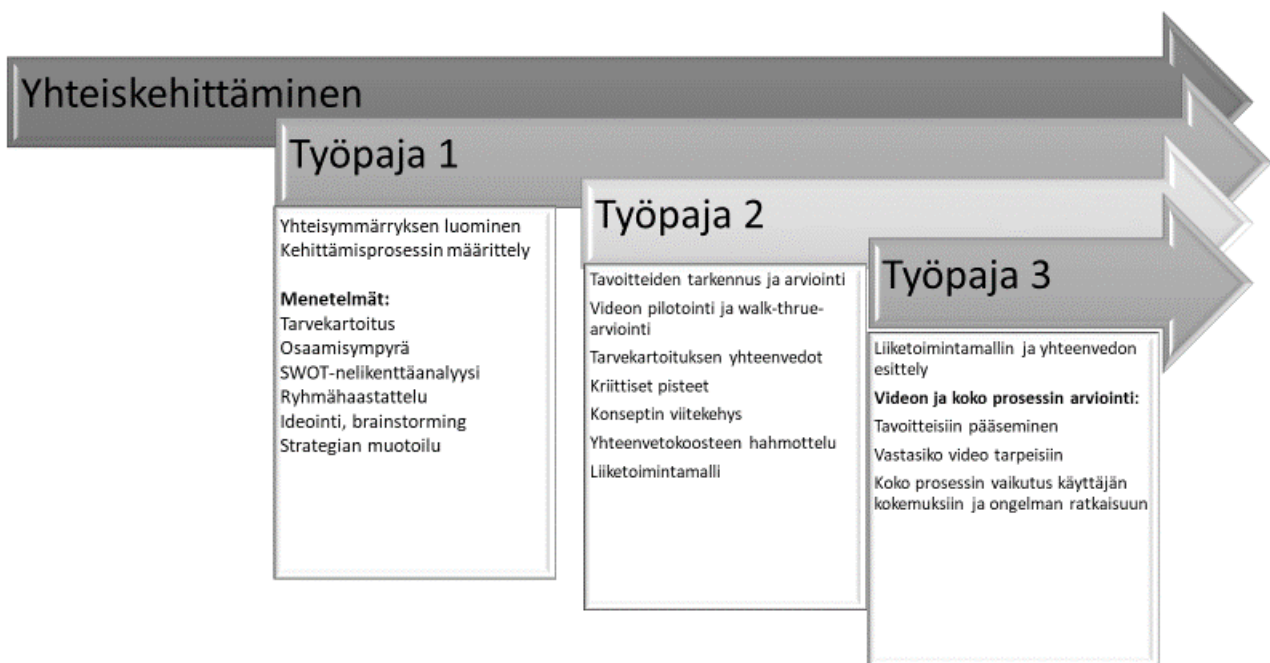 Yhteiskehittäminen
Työpaja 1
Yhteisymmärryksen luominen
Kehittämisprosessin määrittely
Menetelmät:
Tarvekartoitus
Osaamisympyrä
SWOT-nelikenttäanalyysi
Ryhmähaastattelu
Ideointi, brainstorming
Strategian muotoilu
Työpaja 2
Tavoitteiden tarkennus ja arviointi
Videon pilotointi ja walk-thrue-
arviointi
Tarvekartoituksen yhteenvedot
Kriittiset pisteet
Konseptin viitekehys
Yhteenvetokoosteen hahmottelu
Liiketoimintamalli
Työpaja 3
Liiketoimintamallin ja yhteenvedon
esittely
Videon ja koko prosessin arviointi:
Tavoitteisiin pääseminen
Vastasiko video tarpeisiin
Koko prosessin vaikutus käyttäjän
kokemuksiin ja ongelman ratkaisuun